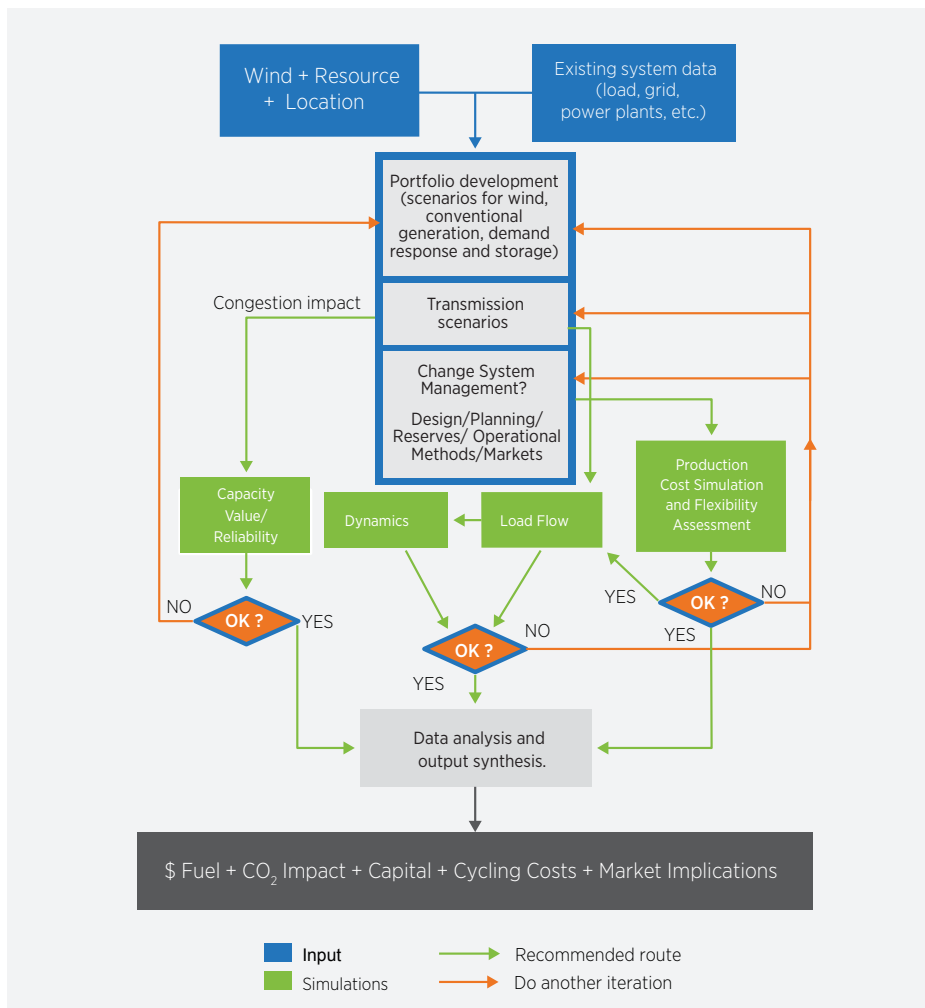 Wind + Resource
+ Location
Existing system data
(load, grid,
power plants, etc.)
Portfolio development
(scenarios for wind,
conventional
generation, demand
response and storage)
Congestion impact
Transmission
scenarios
Change System
Management?
Design/Planning/
Reserves/ Operational
Methods/Markets
Production
Cost Simulation
and Flexibility
Assessment
Capacity
Value/
Reliability
Dynamics
Load Flow
NO
OK ?
YES
NO
OK ?
YES
YES
OK ?
NO
YES
Data analysis and
output synthesis.
$ Fuel + CO₂ Impact + Capital + Cycling Costs + Market Implications
Input
Recommended route
Simulations
Do another iteration